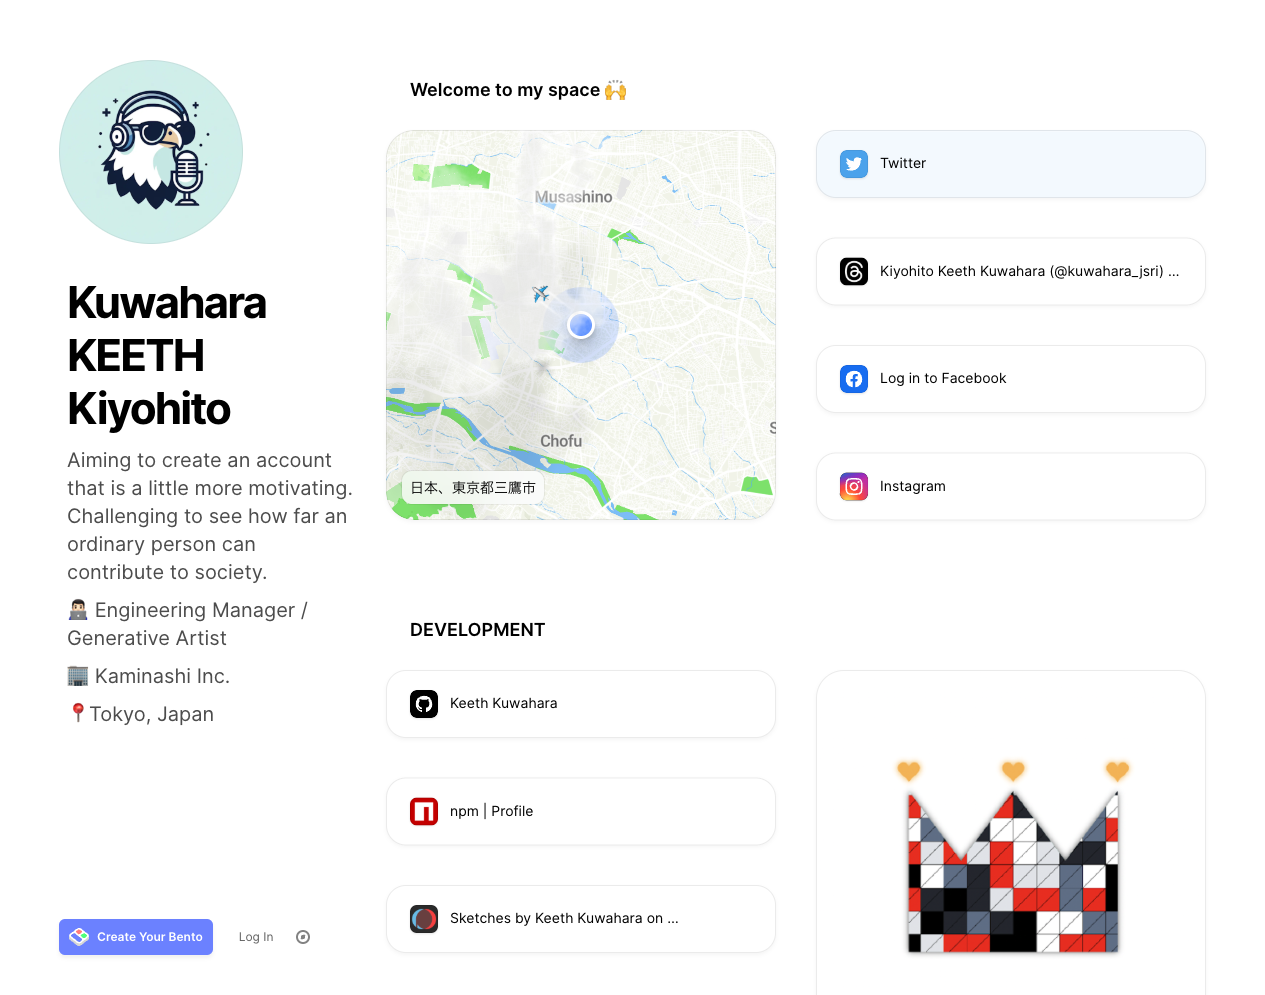 Kuwahara
KEETH
Kiyohito
Aiming to create an account
that is a little more motivating.
Challenging to see how far an
ordinary person can
contribute to society.
👨🏻‍💻 Engineering Manager /
Generative Artist
🏢 Kaminashi Inc.
📍Tokyo, Japan
Create Your Bento
Log In
Welcome to my space 🙌
Musashino
Chofu
S
日本、東京都三鷹市
Twitter
Kiyohito Keeth Kuwahara (@kuwahara_jsri) ...
Log in to Facebook
Instagram
DEVELOPMENT
Keeth Kuwahara
npm | Profile
Sketches by Keeth Kuwahara on ...